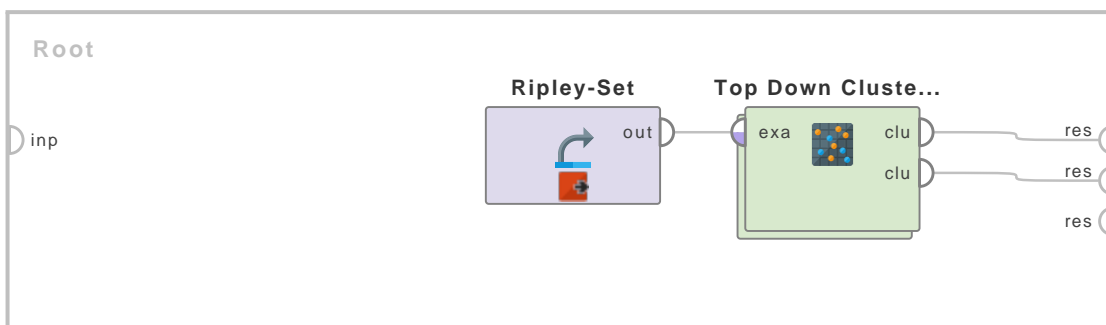 Root
Ripley-Set
Top Down Cluste...
inp
out
exa
clu
res
clu
res
res